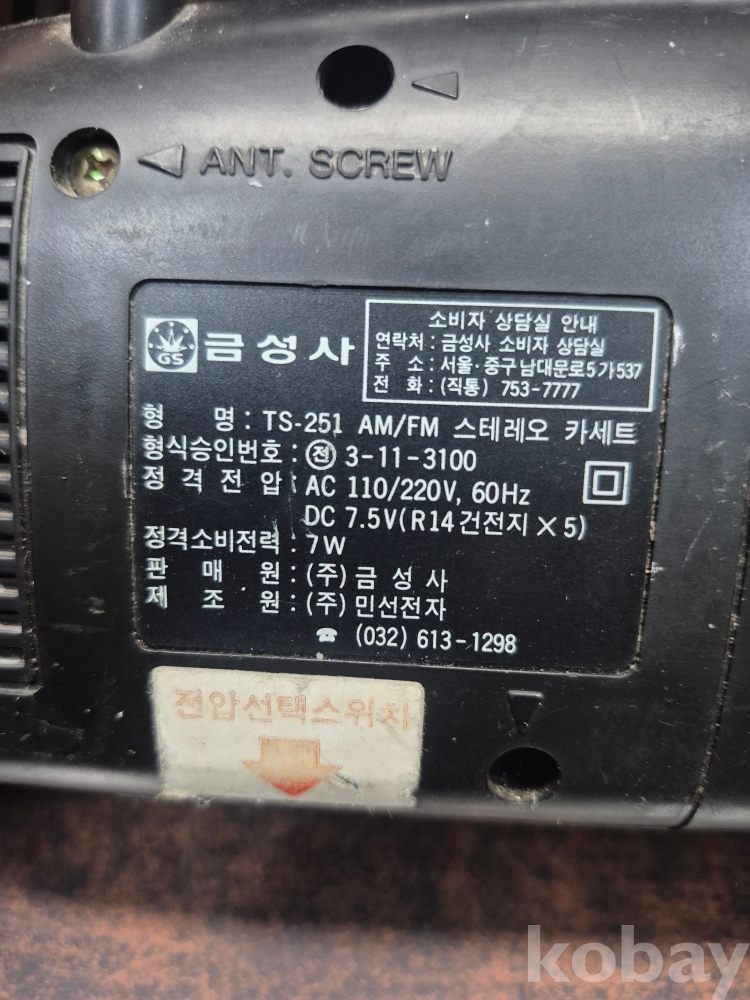 ANT. SCREW
GS 금성사
소비자 상담실 안내
연락처 : 금성사 소비자 상담실
주 소 : 서울·중구 남대문로5가537
전 화 : (직통) 753-7777
형 명 : TS-251 AM/FM 스테레오 카세트
형식승인번호 : 전 3-11-3100
정 격 전 압 : AC 110/220V, 60Hz
DC 7.5V(R14건전지×5)
정격소비전력 : 7W
판 매 원 : (주) 금성사
제 조 원 : (주) 민선전자
☎ (032) 613-1298
전압선택스위치
kobay